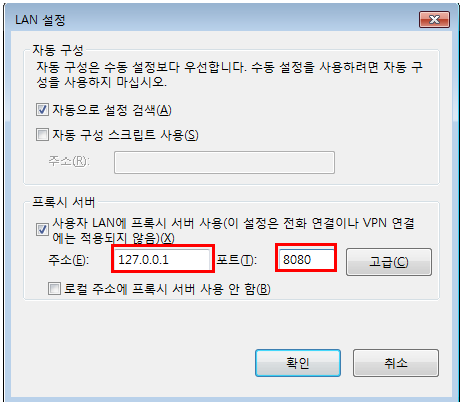 LAN 설정
자동 구성
자동 구성은 수동 설정보다 우선합니다. 수동 설정을 사용하려면 자동 구
성을 사용하지 마십시오.
자동으로 설정 검색(A)
자동 구성 스크립트 사용(S)
주소(R):
프록시 서버
사용자 LAN에 프록시 서버 사용(이 설정은 전화 연결이나 VPN 연결
에는 적용되지 않음)(X)
주소(E): 127.0.0.1 포트(T): 8080 고급(C)
로컬 주소에 프록시 서버 사용 안 함(B)
확인 취소